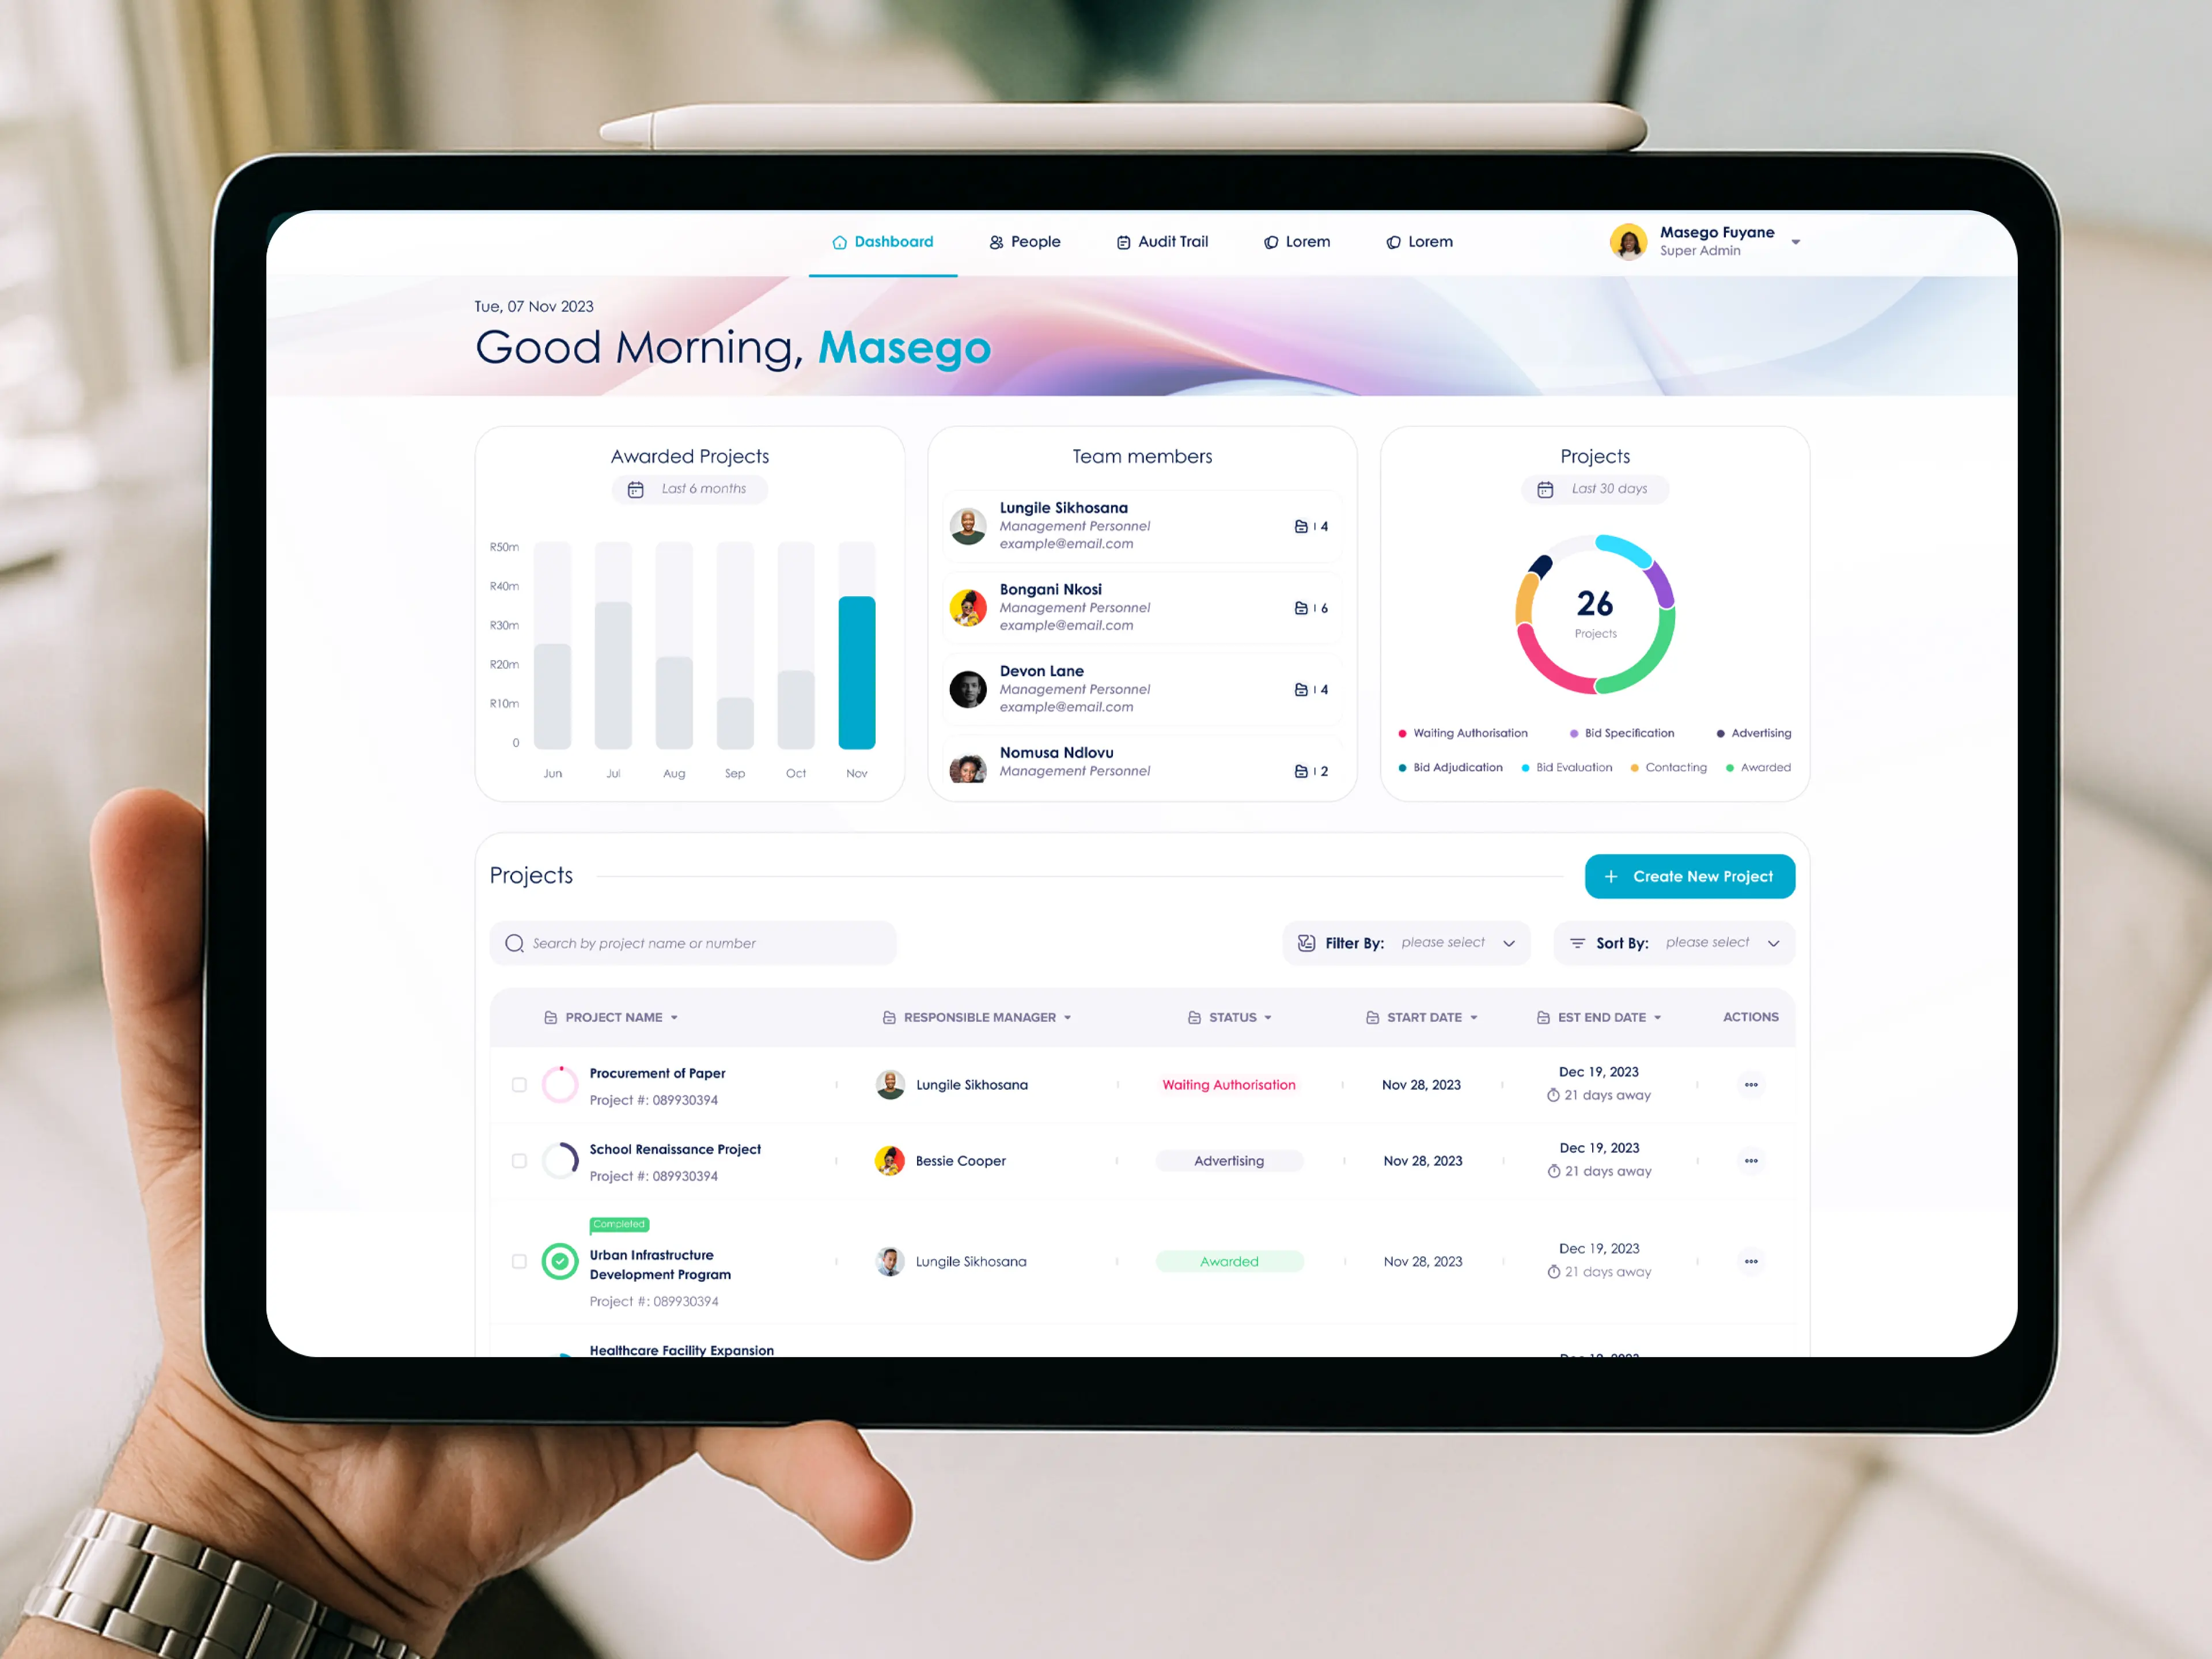 Dashboard
People
Audit Trail
Lorem
Lorem
Masego Fuyane
Super Admin
Tue, 07 Nov 2023
Good Morning, Masego
Awarded Projects
Last 6 months
R50m
R40m
R30m
R20m
R10m
0
Jun Jul Aug Sep Oct Nov
Team members
Lungile Sikhosana
Management Personnel
example@email.com
4
Bongani Nkosi
Management Personnel
example@email.com
6
Devon Lane
Management Personnel
example@email.com
4
Nomusa Ndlovu
Management Personnel
2
Projects
Last 30 days
26
Projects
Waiting Authorisation Bid Specification Advertising
Bid Adjudication Bid Evaluation Contacting Awarded
Projects
+ Create New Project
Search by project name or number
Filter By: please select
Sort By: please select
PROJECT NAME RESPONSIBLE MANAGER STATUS START DATE EST END DATE ACTIONS
Procurement of Paper
Project #: 089930394
Lungile Sikhosana
Waiting Authorisation
Nov 28, 2023
Dec 19, 2023
21 days away
School Renaissance Project
Project #: 089930394
Bessie Cooper
Advertising
Nov 28, 2023
Dec 19, 2023
21 days away
Completed
Urban Infrastructure
Development Program
Project #: 089930394
Lungile Sikhosana
Awarded
Nov 28, 2023
Dec 19, 2023
21 days away
Healthcare Facility Expansion